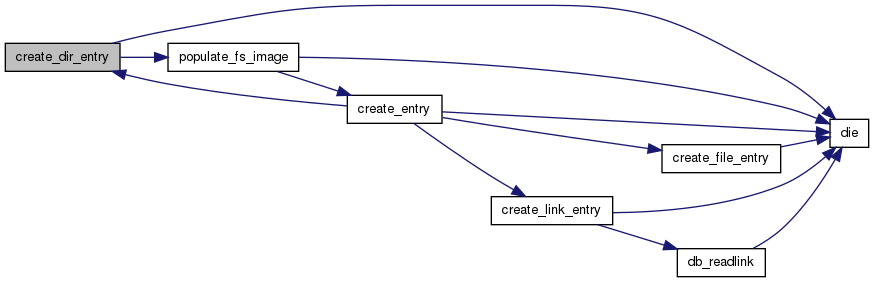 create_dir_entry
populate_fs_image
create_entry
die
create_file_entry
create_link_entry
db_readlink